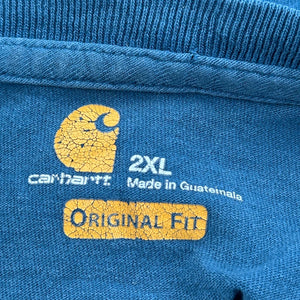 carhartt
2XL
Made in Guatemala
ORIGINAL FIT